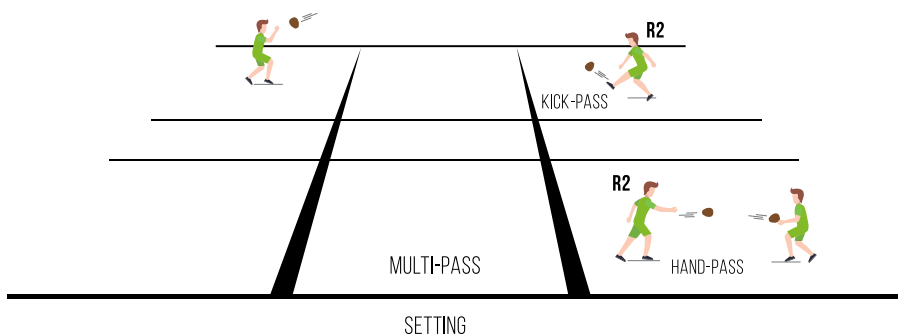 R2
KICK-PASS
R2
MULTI-PASS
HAND-PASS
SETTING